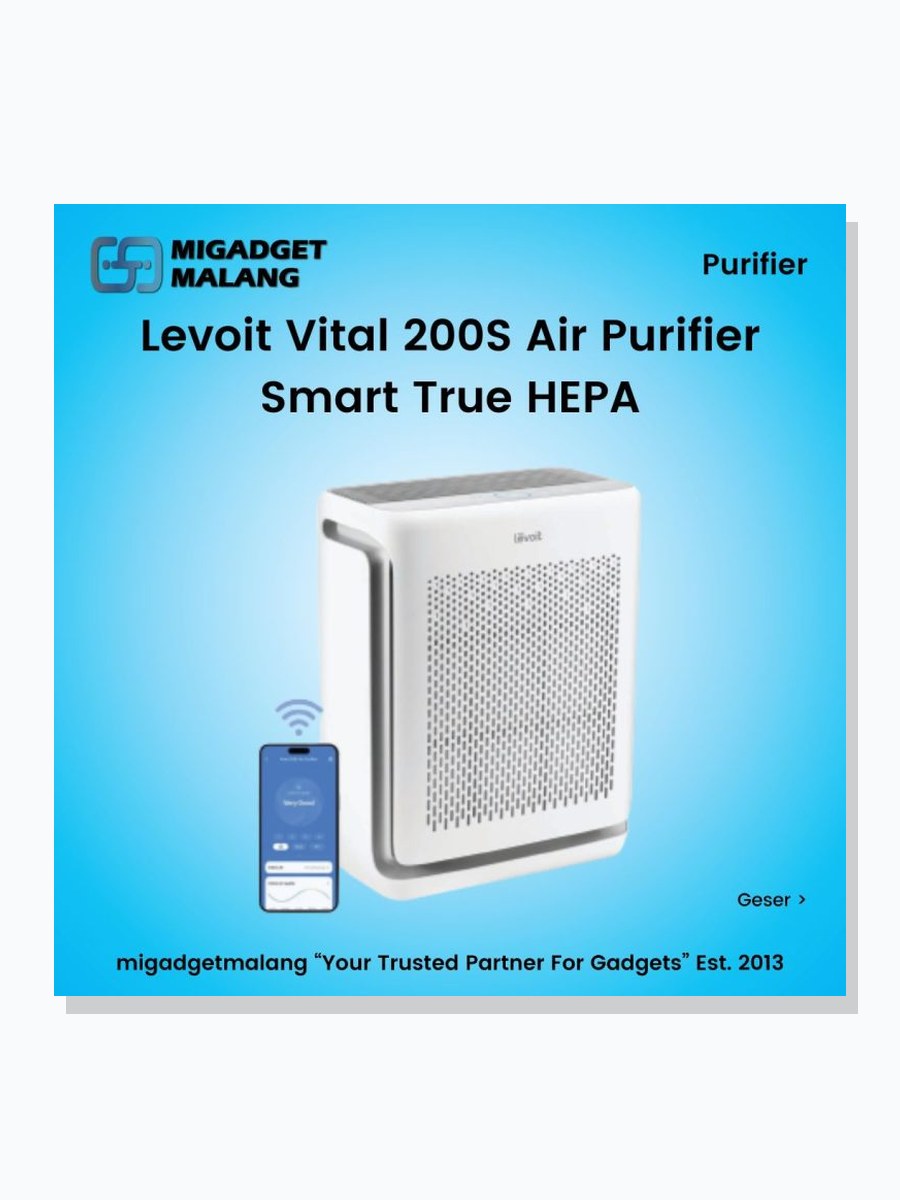 MIGADGET
MALANG
Purifier
Levoit Vital 200S Air Purifier
Smart True HEPA
levoit
Very Good
Geser >
migadgetmalang “Your Trusted Partner For Gadgets” Est. 2013